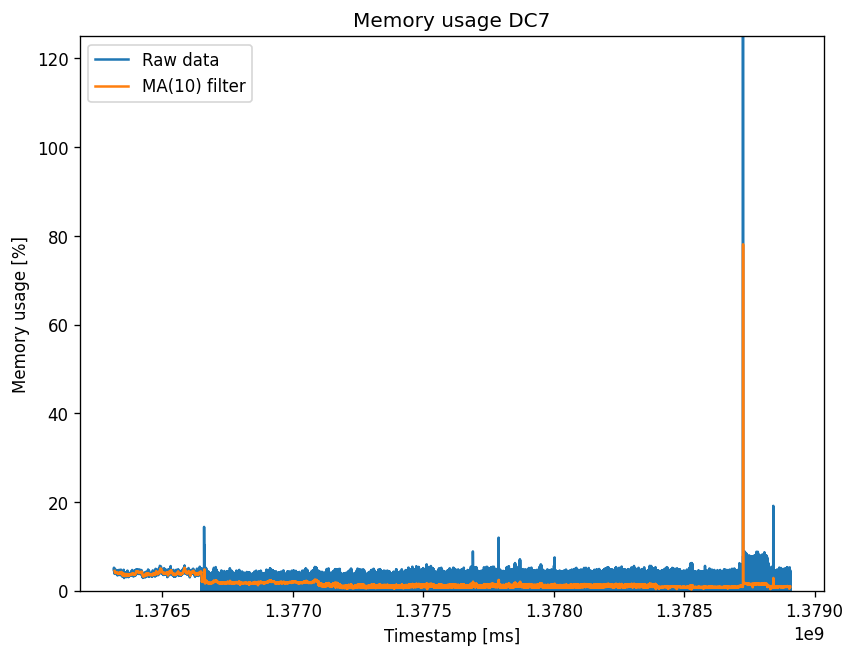 Memory usage DC7
Raw data
MA(10) filter
Memory usage [%]
120
100
80
60
40
20
0
1.3765
1.3770
1.3775
1.3780
1.3785
1.3790
1e9
Timestamp [ms]